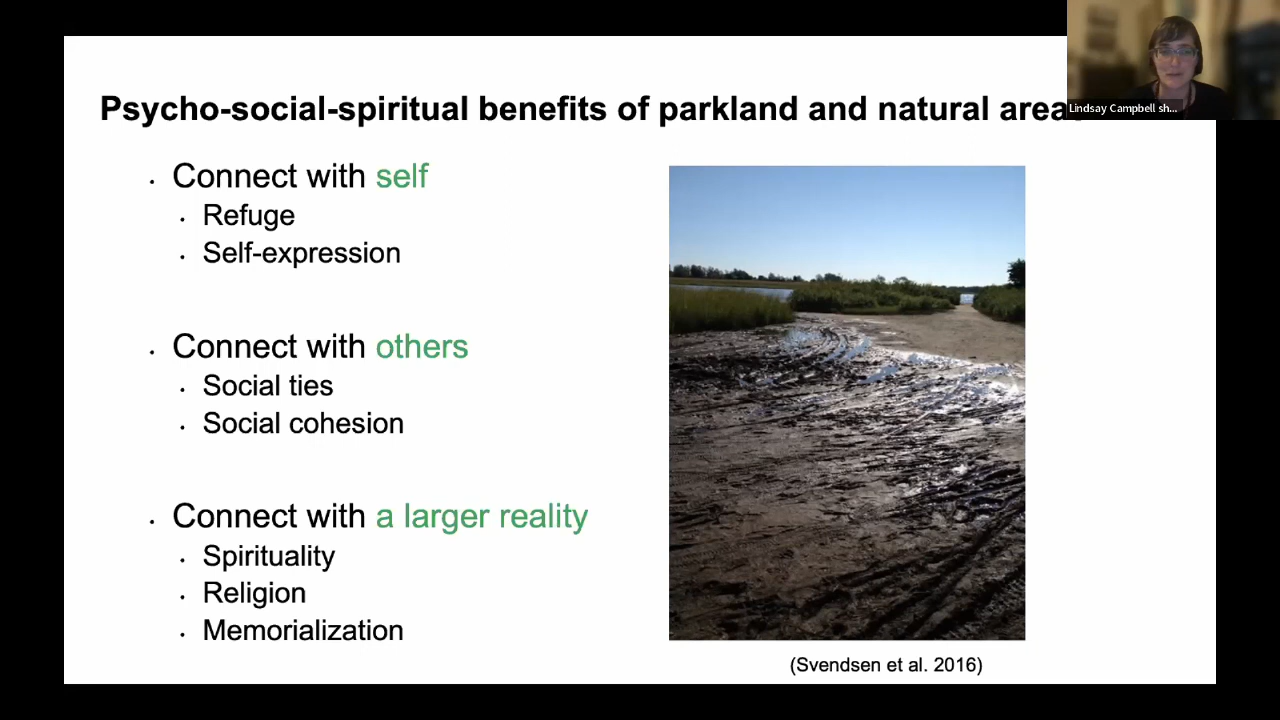 Psycho-social-spiritual benefits of parkland and natural areas
Lindsay Campbell sh...
Connect with self
Refuge
Self-expression
Connect with others
Social ties
Social cohesion
Connect with a larger reality
Spirituality
Religion
Memorialization
(Svendsen et al. 2016)